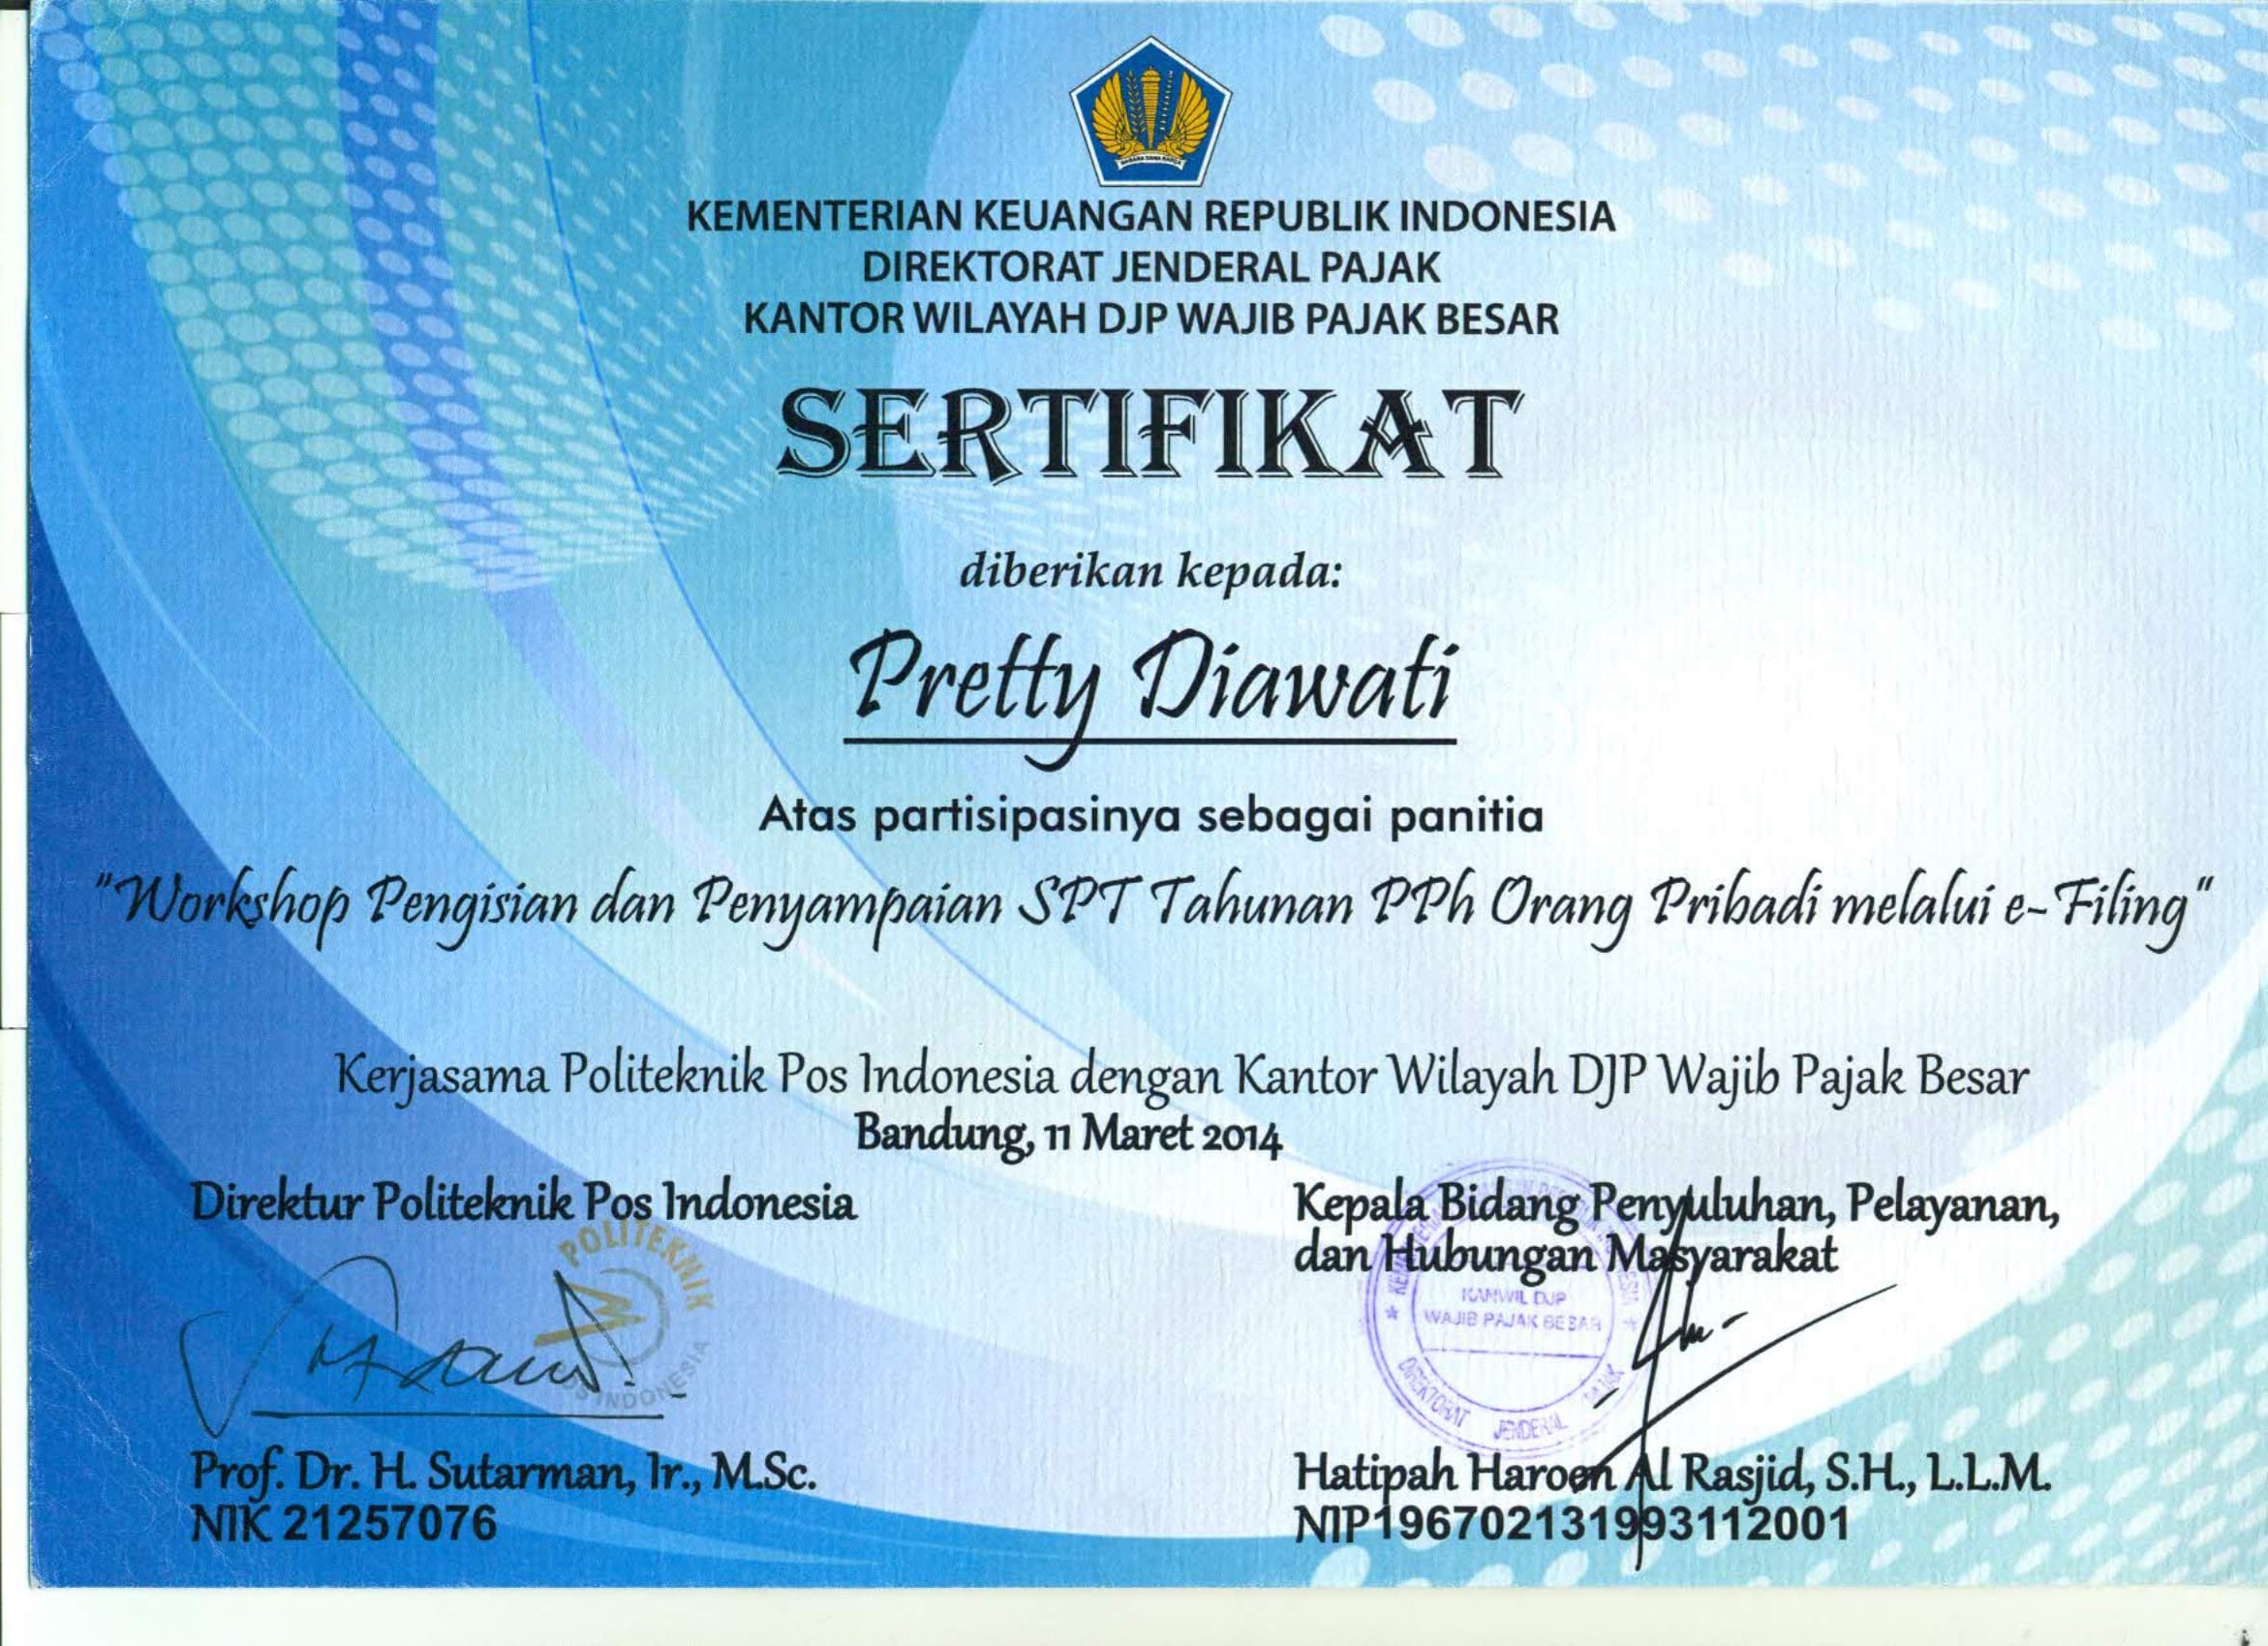 NAGARA DANA RAKCA
KEMENTERIAN KEUANGAN REPUBLIK INDONESIA
DIREKTORAT JENDERAL PAJAK
KANTOR WILAYAH DJP WAJIB PAJAK BESAR
SERTIFIKAT
diberikan kepada:
Pretty Diawati
Atas partisipasinya sebagai panitia
"Workshop Pengisian dan Penyampaian SPT Tahunan PPh Orang Pribadi melalui e-Filing"
Kerjasama Politeknik Pos Indonesia dengan Kantor Wilayah DJP Wajib Pajak Besar
Bandung, 11 Maret 2014
Direktur Politeknik Pos Indonesia
POLITEKNIK
POS INDONESIA
Prof. Dr. H. Sutarman, Ir., M.Sc.
NIK 21257076
Kepala Bidang Penyuluhan, Pelayanan,
dan Hubungan Masyarakat
KANWIL DJP
WAJIB PAJAK BESAR
DIREKTORAT JENDERAL PAJAK
Hatipah Haroen Al Rasjid, S.H., L.L.M.
NIP196702131993112001